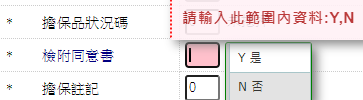 請輸入此範圍內資料:Y,N
* 擔保品狀況碼
* 檢附同意書
Y 是
N 否
* 擔保註記 0